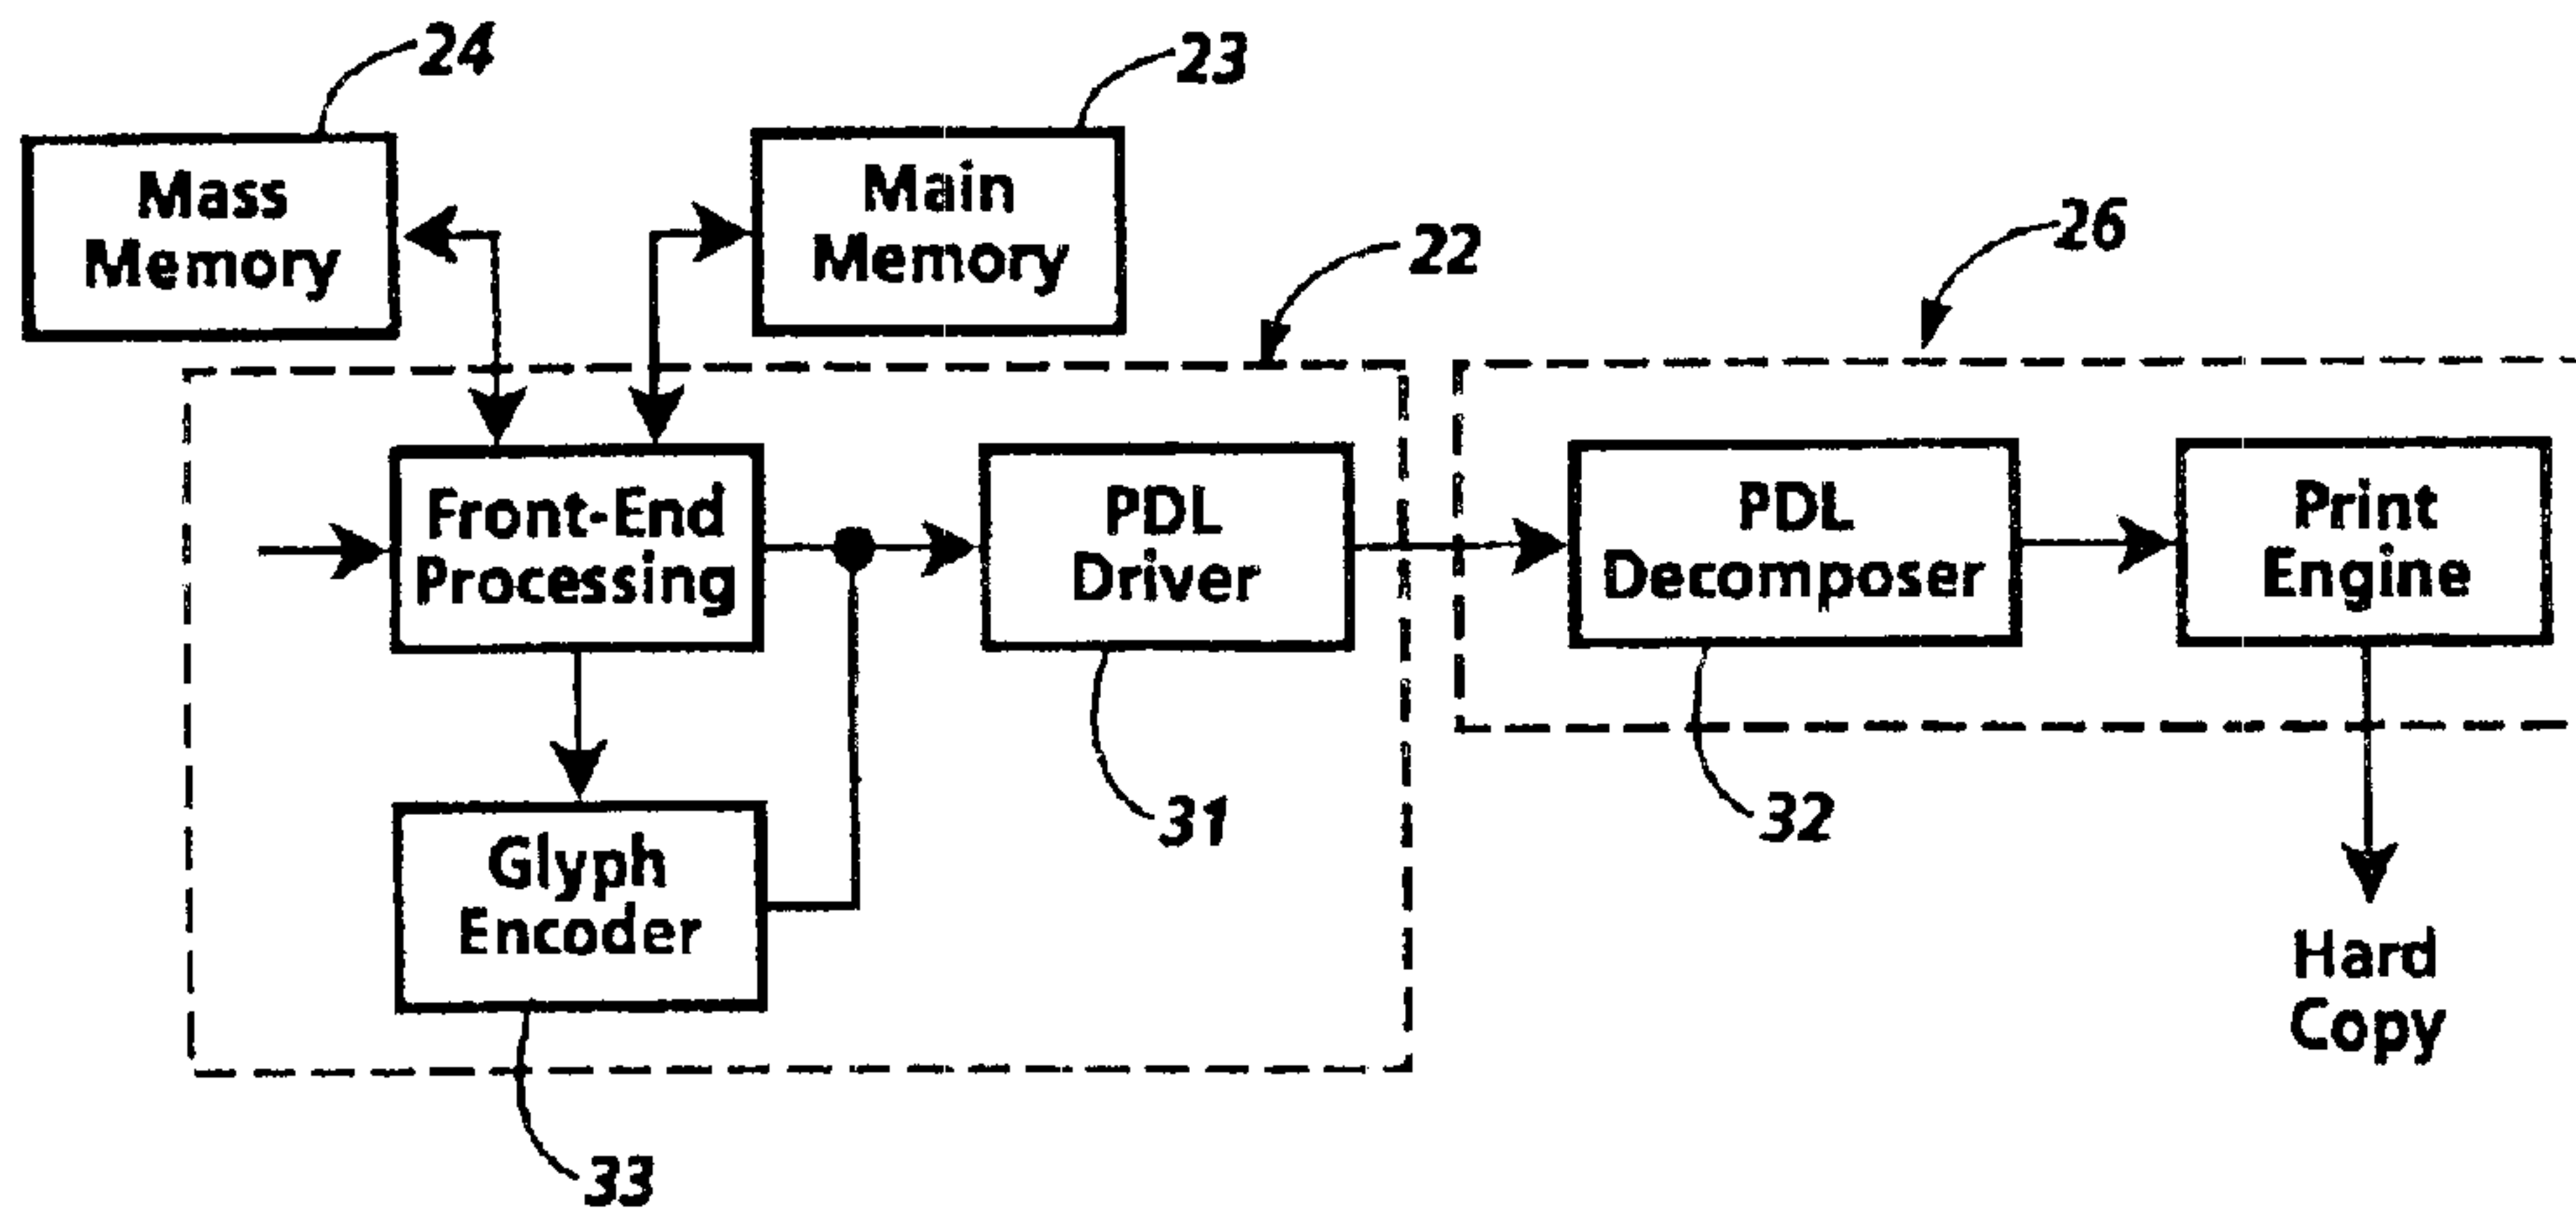 24
23
Mass
Memory
Main
Memory
22
26
Front-End
Processing
PDL
Driver
PDL
Decomposer
Print
Engine
31
32
Glyph
Encoder
Hard
Copy
33